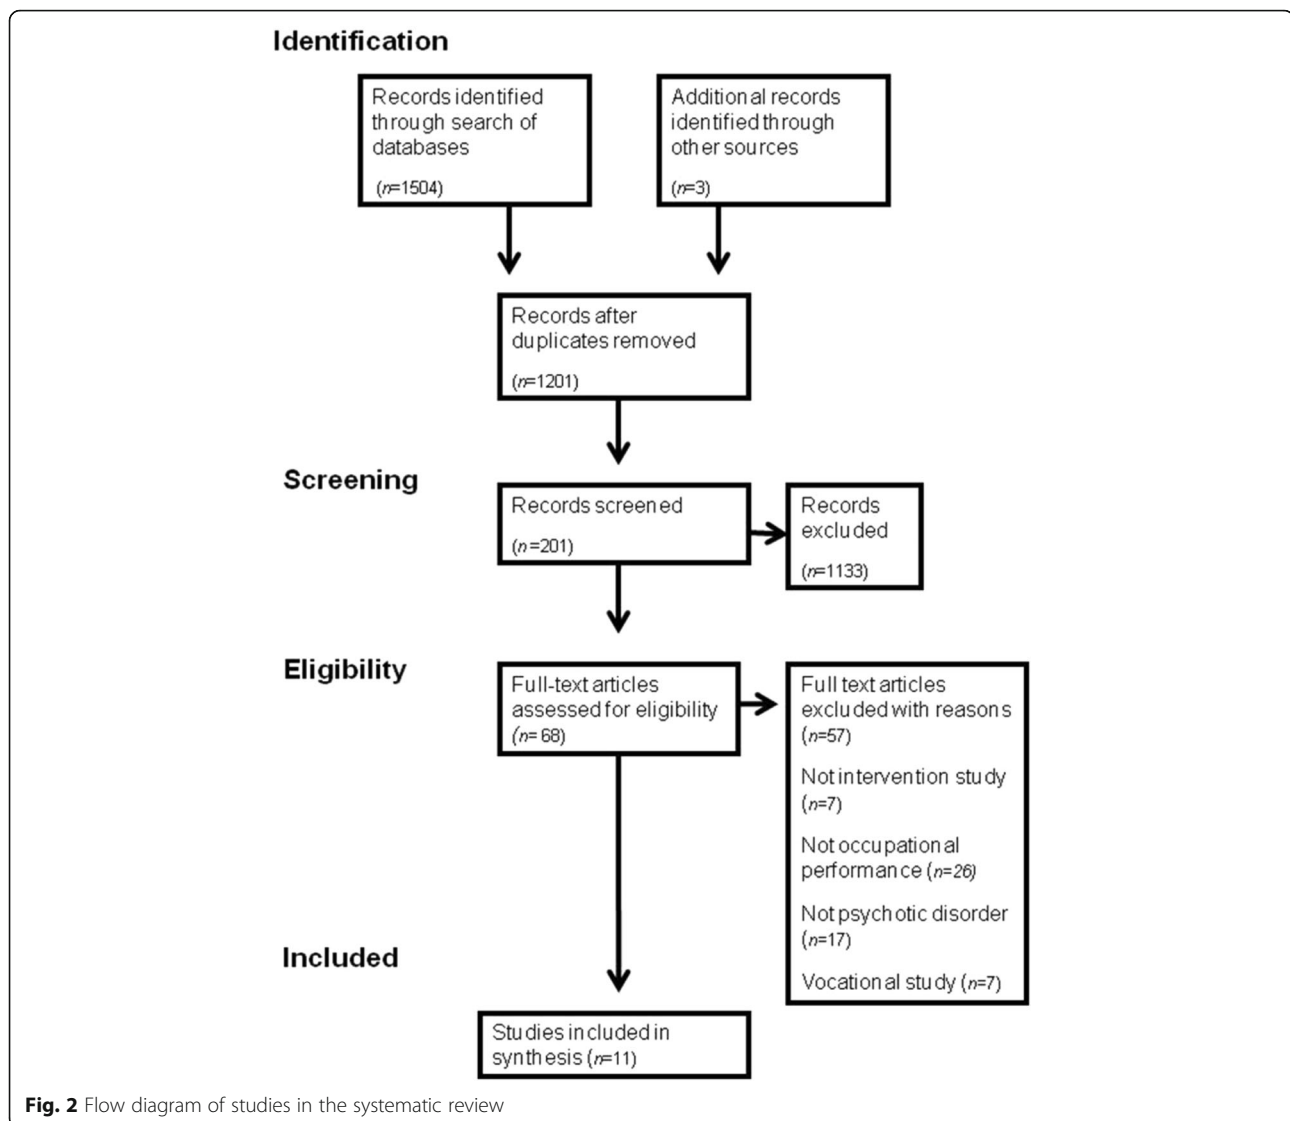 Identification
Records identified
through search of
databases
(n=1504)
Additional records
identified through
other sources
(n=3)
Records after
duplicates removed
(n=1201)
Screening
Records screened
(n=201)
Records
excluded
(n=1133)
Eligibility
Full-text articles
assessed for eligibility
(n= 68)
Full text articles
excluded with reasons
(n=57)
Not intervention study
(n=7)
Not occupational
performance (n=26)
Not psychotic disorder
(n=17)
Vocational study (n=7)
Included
Studies included in
synthesis (n=11)
Fig. 2 Flow diagram of studies in the systematic review